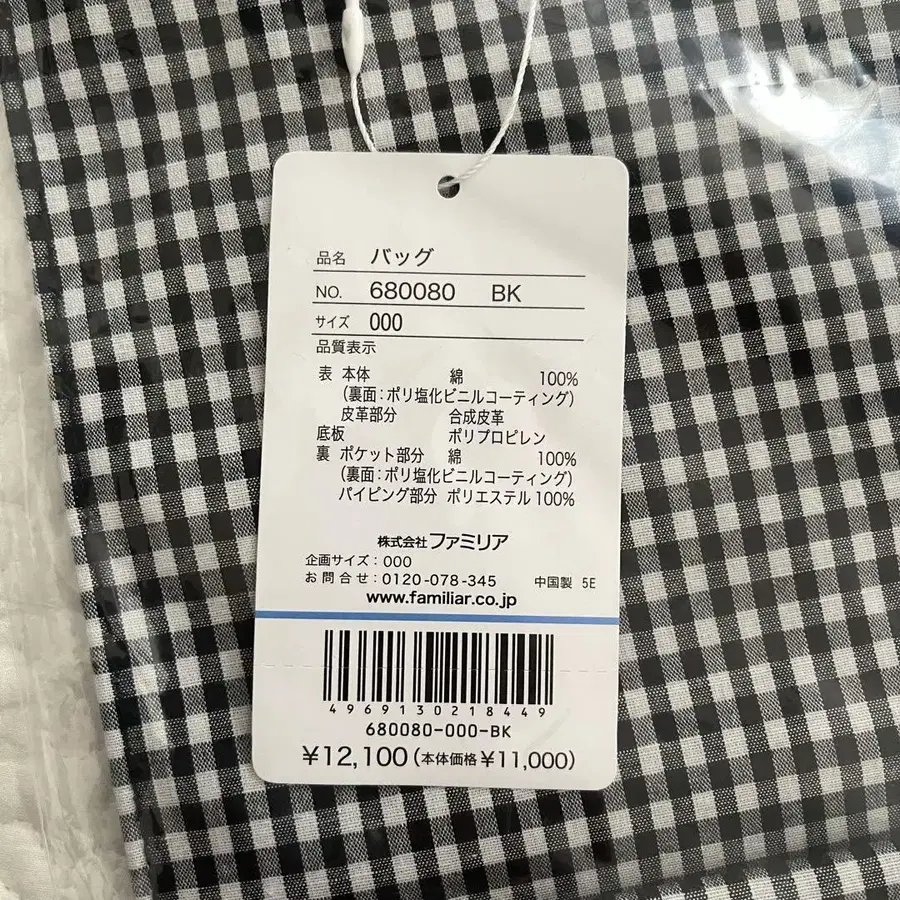 品名 バッグ
NO. 680080 BK
サイズ 000
品質表示
表 本体 綿 100%
(裏面:ポリ塩化ビニルコーティング)
皮革部分 合成皮革
底板 ポリプロピレン
裏 ポケット部分 綿 100%
(裏面:ポリ塩化ビニルコーティング)
パイピング部分 ポリエステル100%
株式会社ファミリア
企画サイズ:000
お問合せ:0120-078-345 中国製 5E
www.familiar.co.jp
4969130218449
680080-000-BK
¥12,100(本体価格¥11,000)